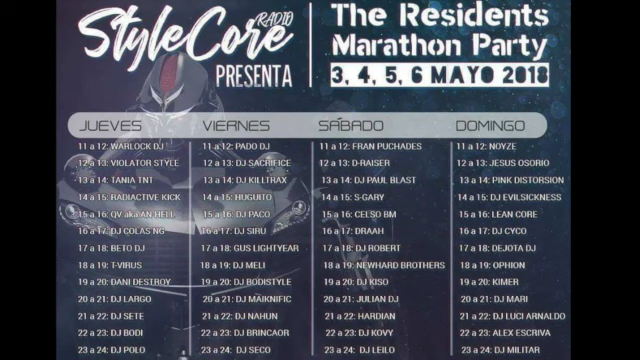 StyleCore
RADIO
PRESENTA
The Residents
Marathon Party
3, 4, 5, 6 MAYO 2018
JUEVES
11 a 12: WARLOCK DJ
12 a 13: VIOLATOR STYLE
13 a 14: TANIA TNT
14 a 15: RADIACTIVE KICK
15 a 16: QV aka AN HELL
16 a 17: DJ COLAS NG
17 a 18: BETO DJ
18 a 19: T-VIRUS
19 a 20: DANI DESTROY
20 a 21: DJ LARGO
21 a 22: DJ SETE
22 a 23: DJ BODI
23 a 24: DJ POLO
VIERNES
11 a 12: PADO DJ
12 a 13: DJ SACRIFICE
13 a 14: DJ KILLTRAX
14 a 15: HUGUITO
15 a 16: DJ PACO
16 a 17: DJ SIRU
17 a 18: GUS LIGHTYEAR
18 a 19: DJ MELI
19 a 20: DJ BODISTYLE
20 a 21: DJ MÄIKNIFIC
21 a 22: DJ NAHUN
22 a 23: DJ BRINCAOR
23 a 24: DJ SECO
SÁBADO
11 a 12: FRAN PUCHADES
12 a 13: D-RAISER
13 a 14: DJ PAUL BLAST
14 a 15: S-GARY
15 a 16: CELSO BM
16 a 17: DRAAH
17 a 18: DJ ROBERT
18 a 19: NEWHARD BROTHERS
19 a 20: DJ KISO
20 a 21: JULIAN DJ
21 a 22: HARDIAN
22 a 23: DJ KOVY
23 a 24: DJ LEILO
DOMINGO
11 a 12: NOYZE
12 a 13: JESUS OSORIO
13 a 14: PINK DISTORSION
14 a 15: DJ EVILSICKNESS
15 a 16: LEAN CORE
16 a 17: DJ CYCO
17 a 18: DEJOTA DJ
18 a 19: OPHION
19 a 20: KIMER
20 a 21: DJ MARI
21 a 22: DJ LUCI ARNALDO
22 a 23: ALEX ESCRIVA
23 a 24: DJ MILITAR